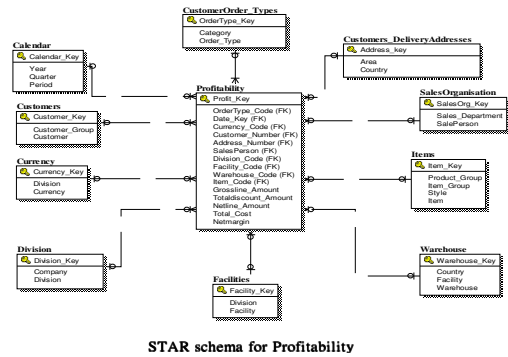 CustomerOrder_Types
OrderType_Key
Category
Order_Type
Customers_DeliveryAddresses
Address_key
Area
Country
Calendar
Calendar_Key
Year
Quarter
Period
Profitability
Profit_Key
OrderType_Code (FK)
Date_Key (FK)
Currency_Code (FK)
Customer_Number (FK)
Address_Number (FK)
SalesPerson (FK)
Division_Code (FK)
Facility_Code (FK)
Warehouse_Code (FK)
Item_Code (FK)
Grossline_Amount
Totaldiscount_Amount
Netline_Amount
Total_Cost
Netmargin
SalesOrganisation
SalesOrg_Key
Sales_Department
SalePerson
Customers
Customer_Key
Customer_Group
Customer
Currency
Currency_Key
Division
Currency
Items
Item_Key
Product_Group
Item_Group
Style
Item
Division
Division_Key
Company
Division
Warehouse
Warehouse_Key
Country
Facility
Warehouse
Facilities
Facility_Key
Division
Facility
STAR schema for Profitability